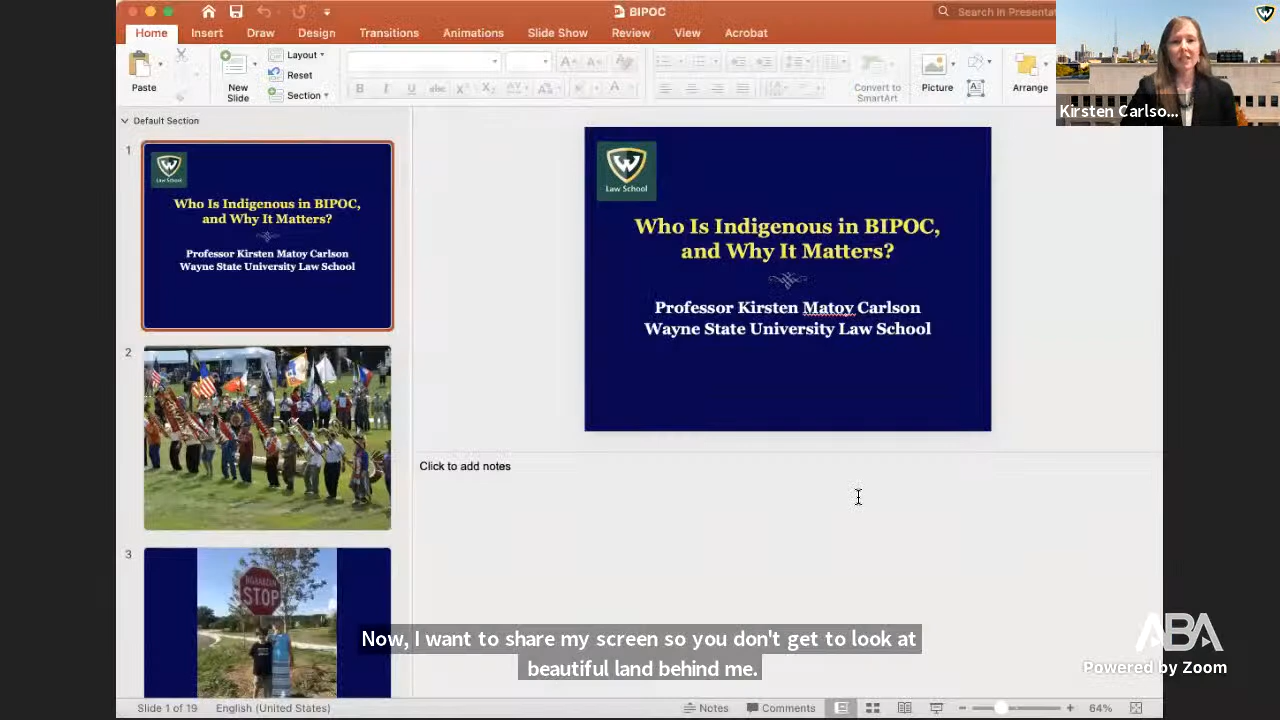 BIPOC
Search in Presenta
Home Insert Draw Design Transitions Animations Slide Show Review View Acrobat
Paste
New
Slide
Layout
Reset
Section
Convert to
SmartArt
Picture
Arrange
Kirsten Carlso...
Default Section
1
Law School
Who Is Indigenous in BIPOC,
and Why It Matters?
Professor Kirsten Matoy Carlson
Wayne State University Law School
2
3
STOP
Law School
Who Is Indigenous in BIPOC,
and Why It Matters?
Professor Kirsten Matoy Carlson
Wayne State University Law School
Click to add notes
Now, I want to share my screen so you don't get to look at
beautiful land behind me.
ABA
Powered by Zoom
Slide 1 of 19 English (United States) Notes Comments 64%